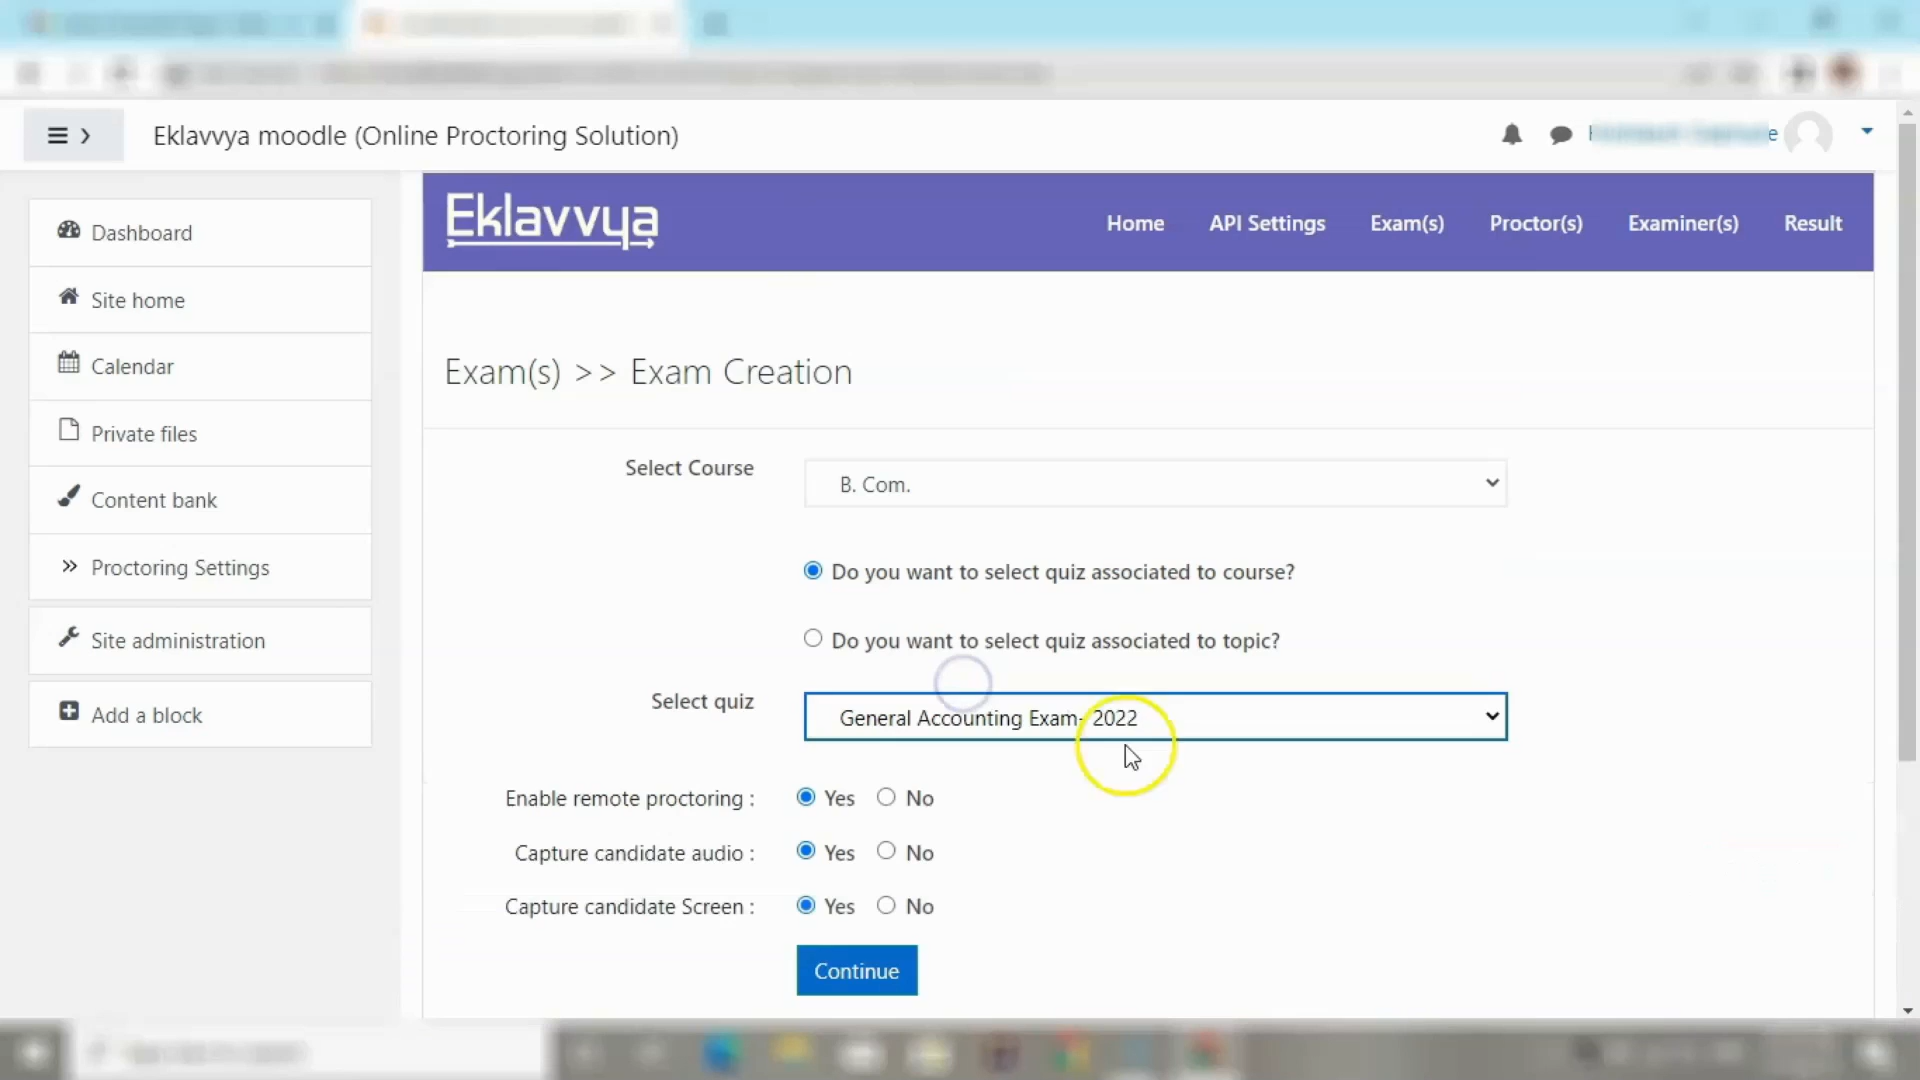 Eklavvya moodle (Online Proctoring Solution)
Dashboard
Site home
Calendar
Private files
Content bank
Proctoring Settings
Site administration
Add a block
Eklavvya
Home
API Settings
Exam(s)
Proctor(s)
Examiner(s)
Result
Exam(s) >> Exam Creation
Select Course
B. Com.
Do you want to select quiz associated to course?
Do you want to select quiz associated to topic?
Select quiz
General Accounting Exam- 2022
Enable remote proctoring : Yes No
Capture candidate audio : Yes No
Capture candidate Screen : Yes No
Continue